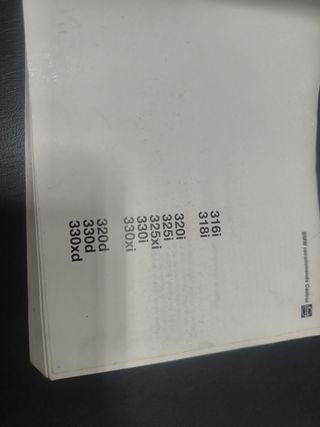 316i
318i
320i
325i
325xi
330i
330xi
320d
330d
330xd
BMW recommends Castrol